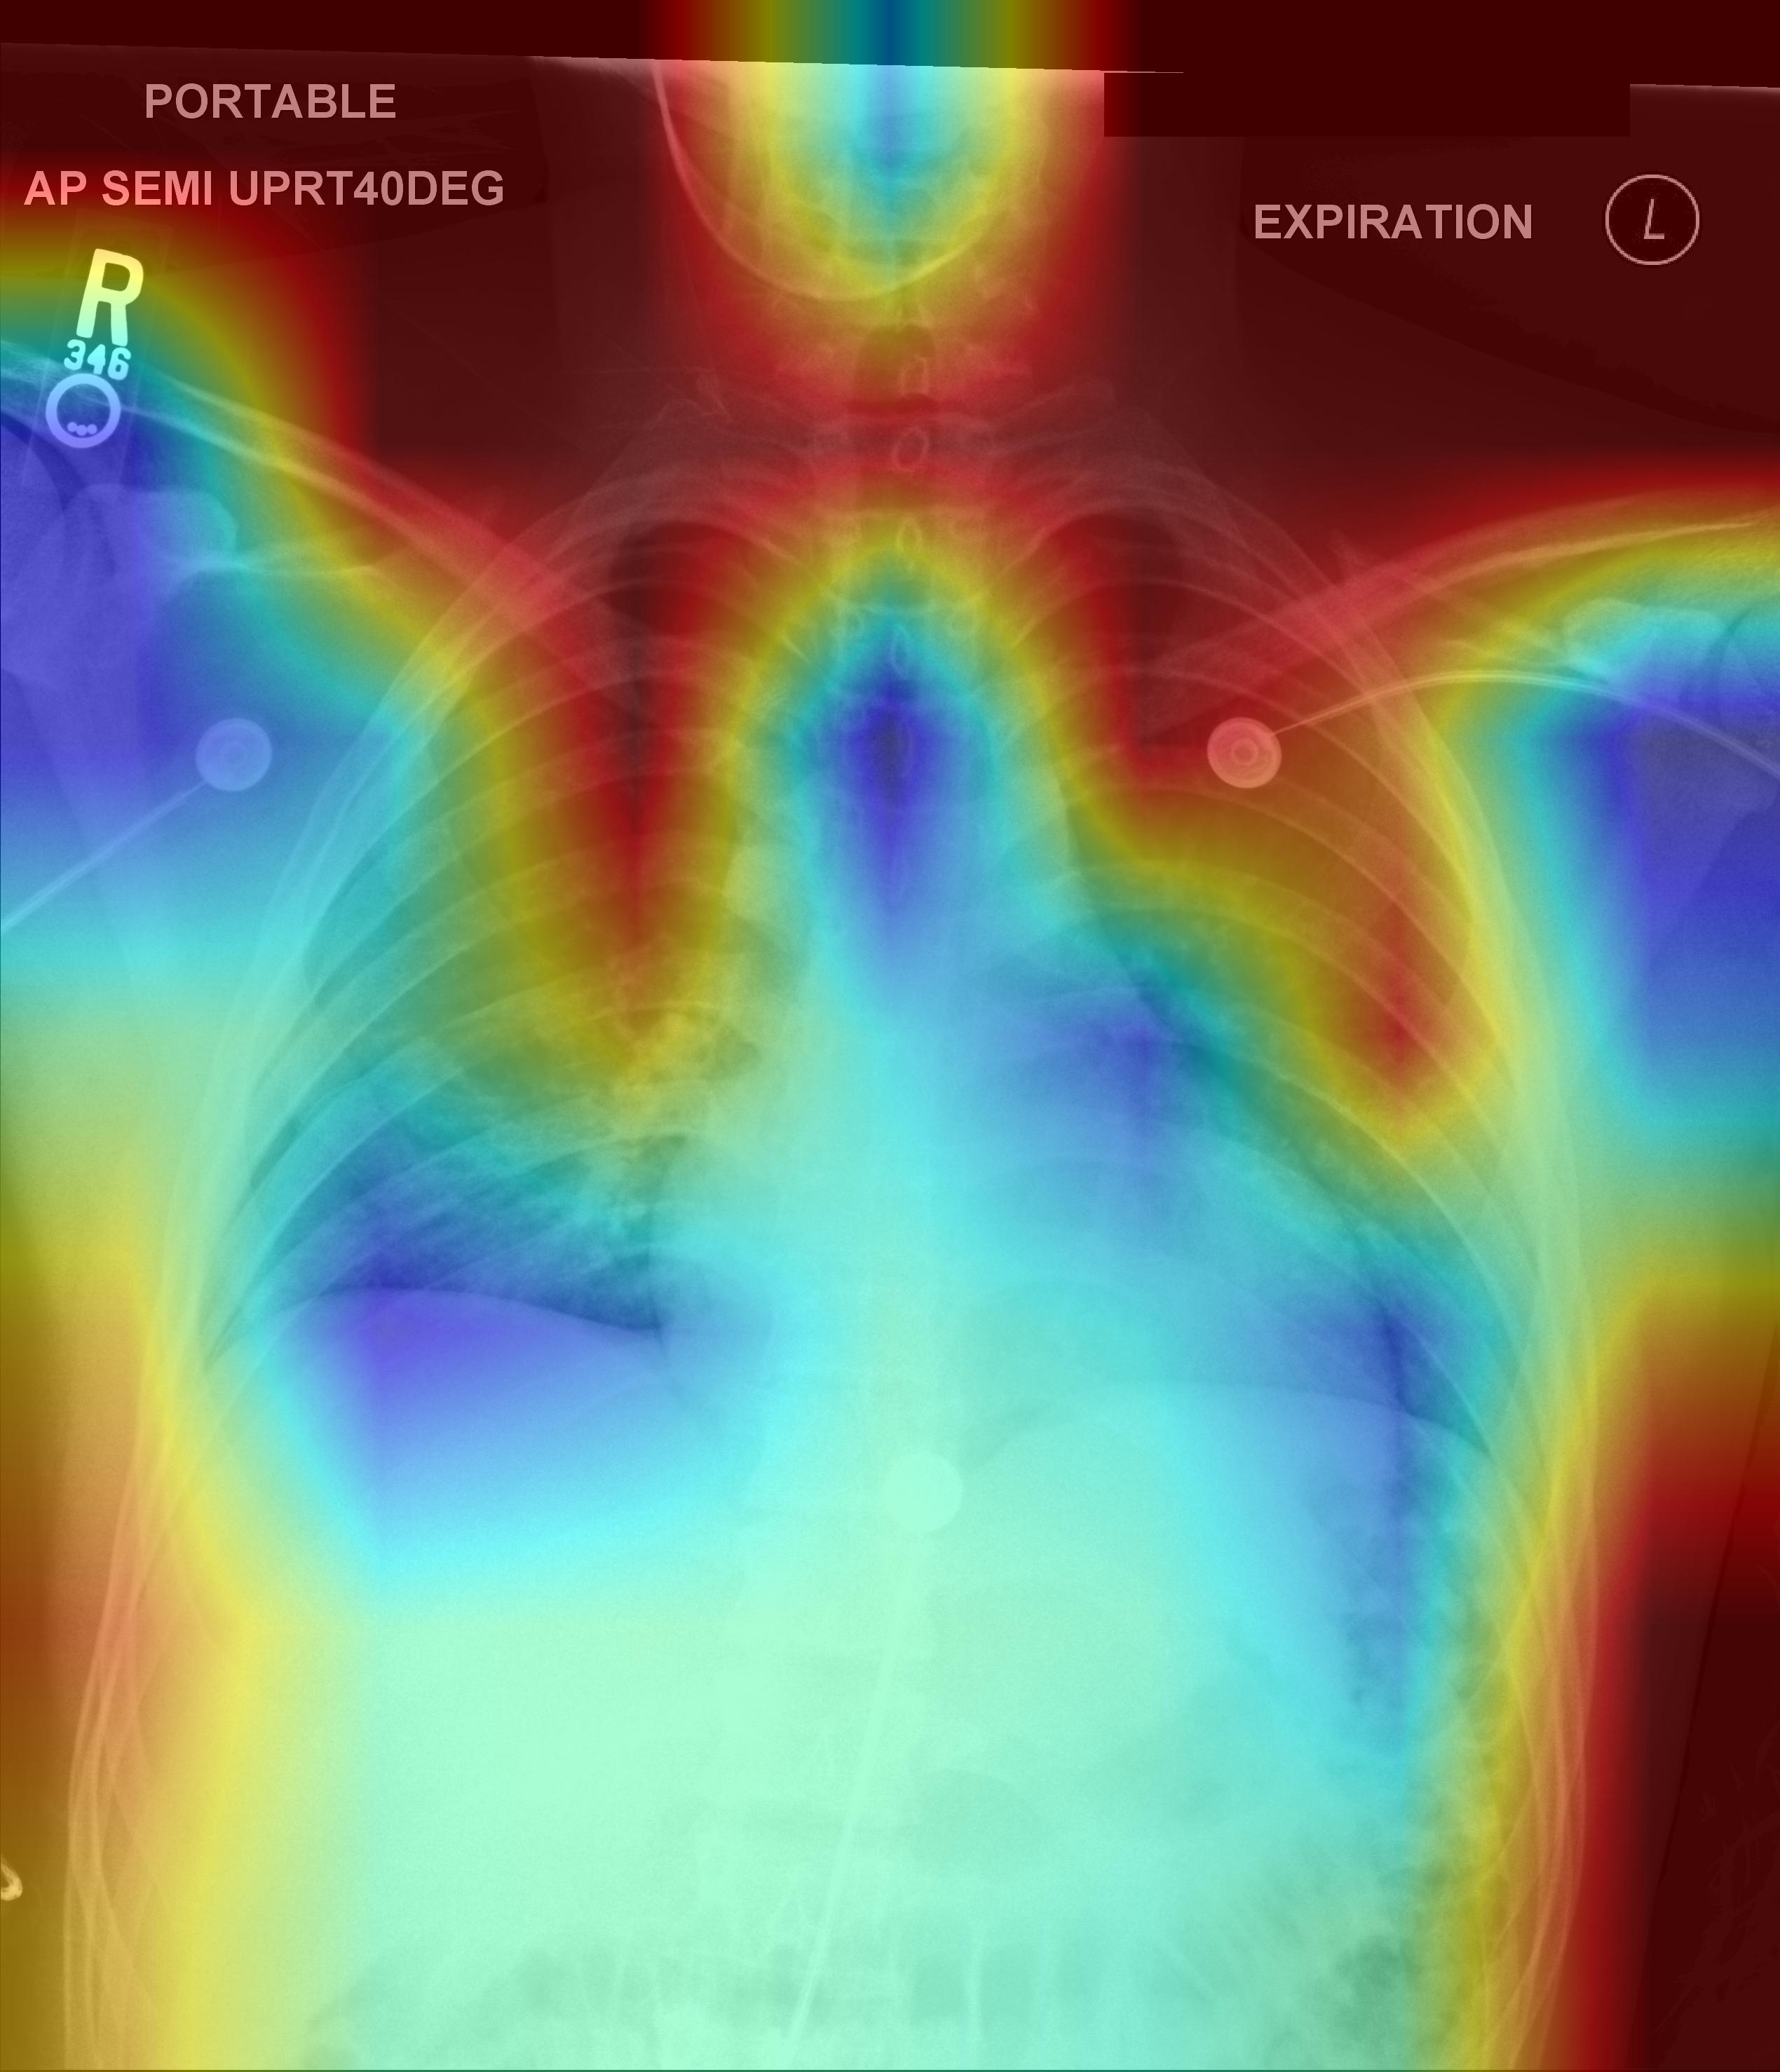 PORTABLE
AP SEMI UPRT40DEG
EXPIRATION
L
R
346